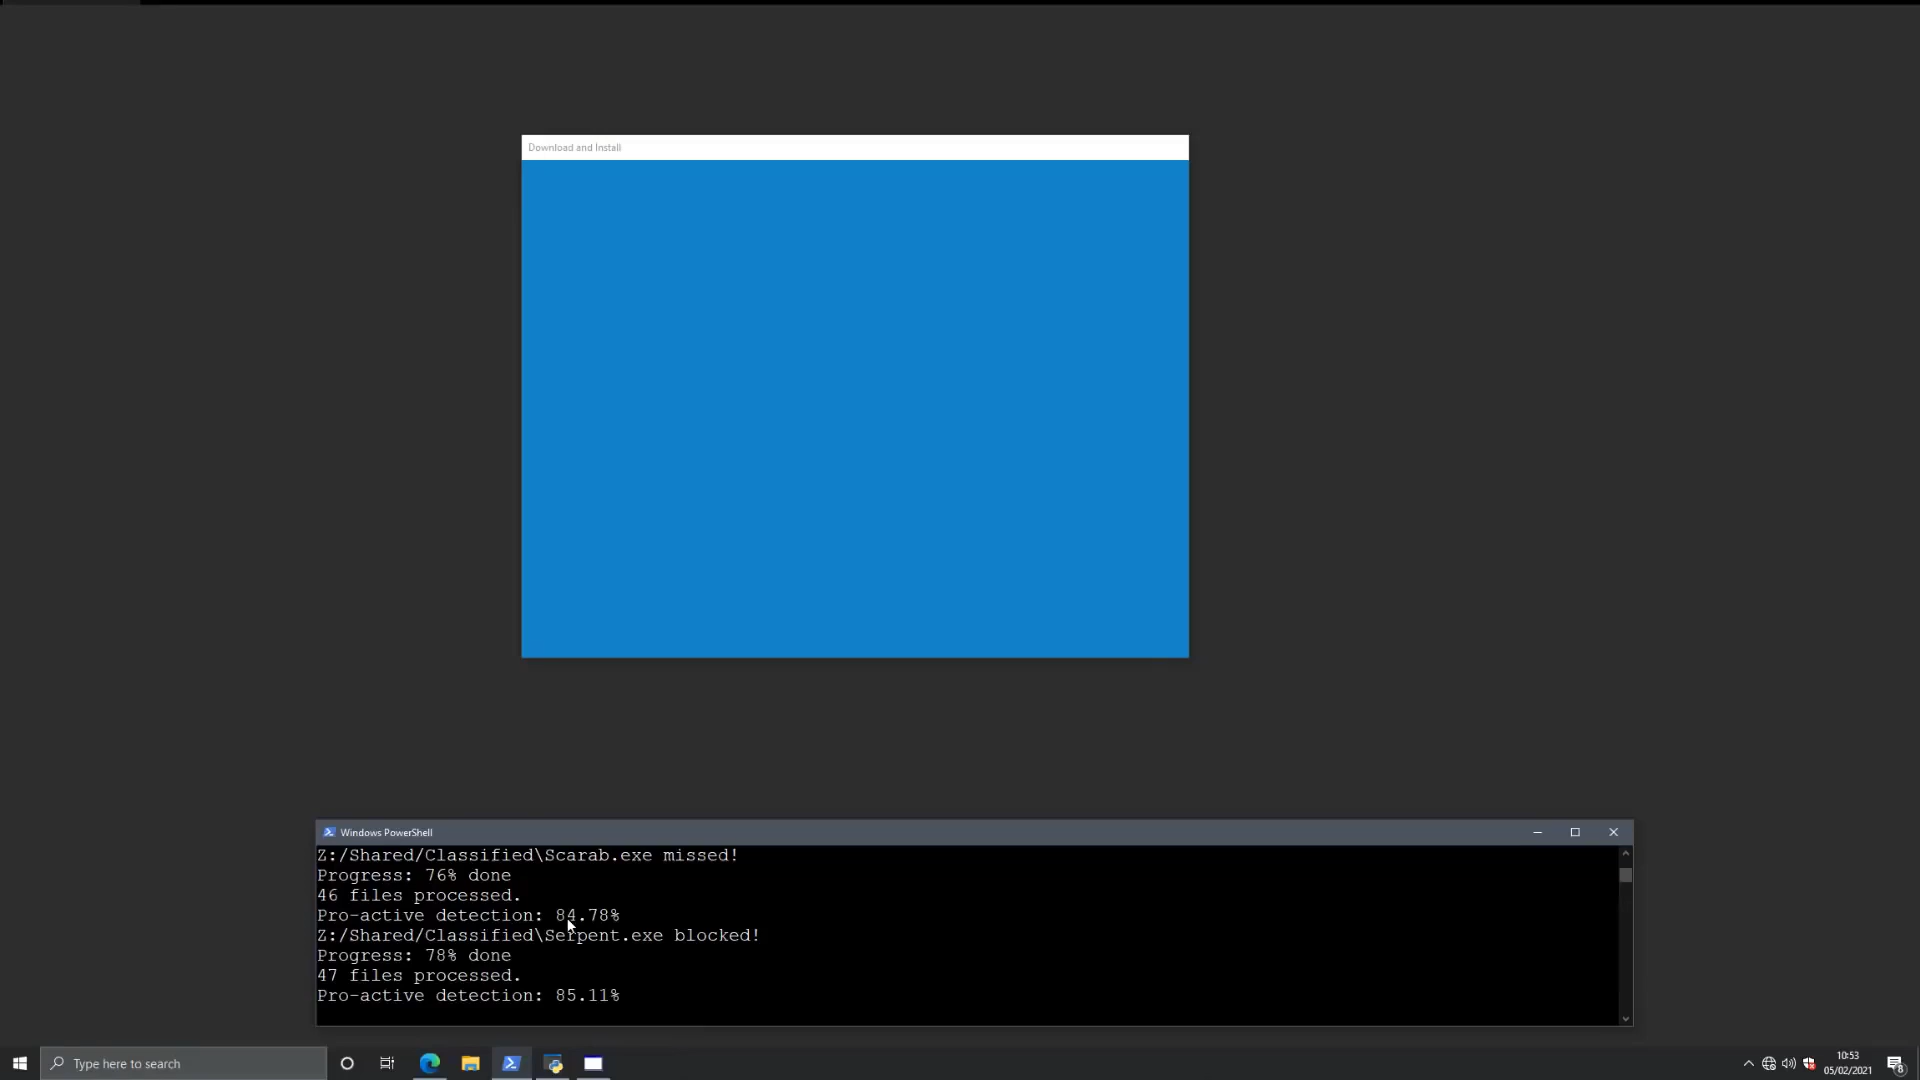 Download and Install
Windows PowerShell
Z:/Shared/Classified\Scarab.exe missed!
Progress: 76% done
46 files processed.
Pro-active detection: 84.78%
Z:/Shared/Classified\Serpent.exe blocked!
Progress: 78% done
47 files processed.
Pro-active detection: 85.11%
Type here to search
10:53
05/02/2021
8